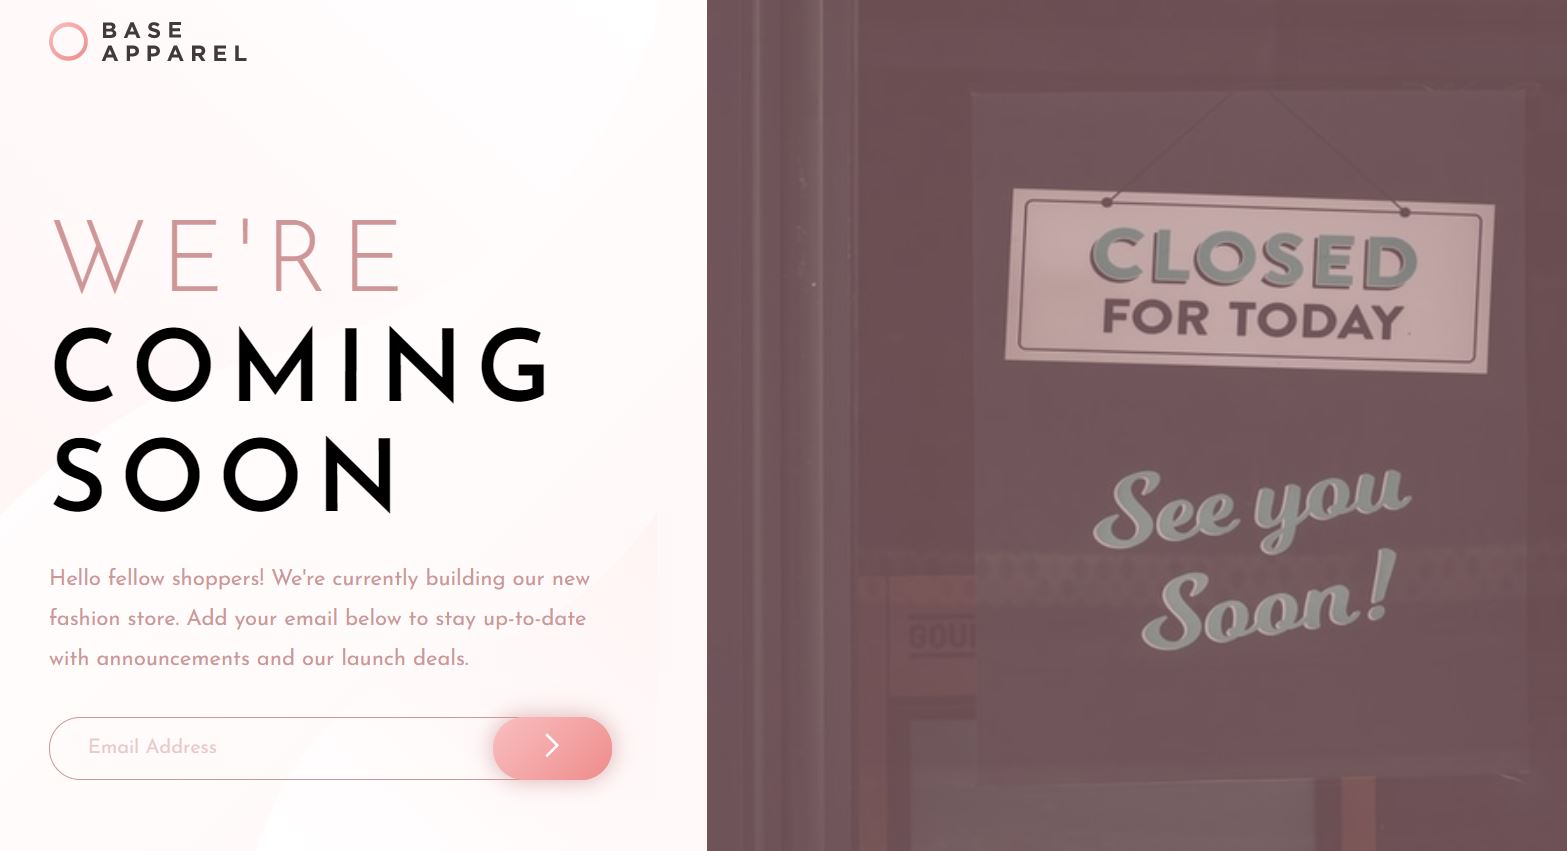 BASE
APPAREL
WE'RE
COMING
SOON
Hello fellow shoppers! We're currently building our new
fashion store. Add your email below to stay up-to-date
with announcements and our launch deals.
Email Address
CLOSED
FOR TODAY
See you
Soon!